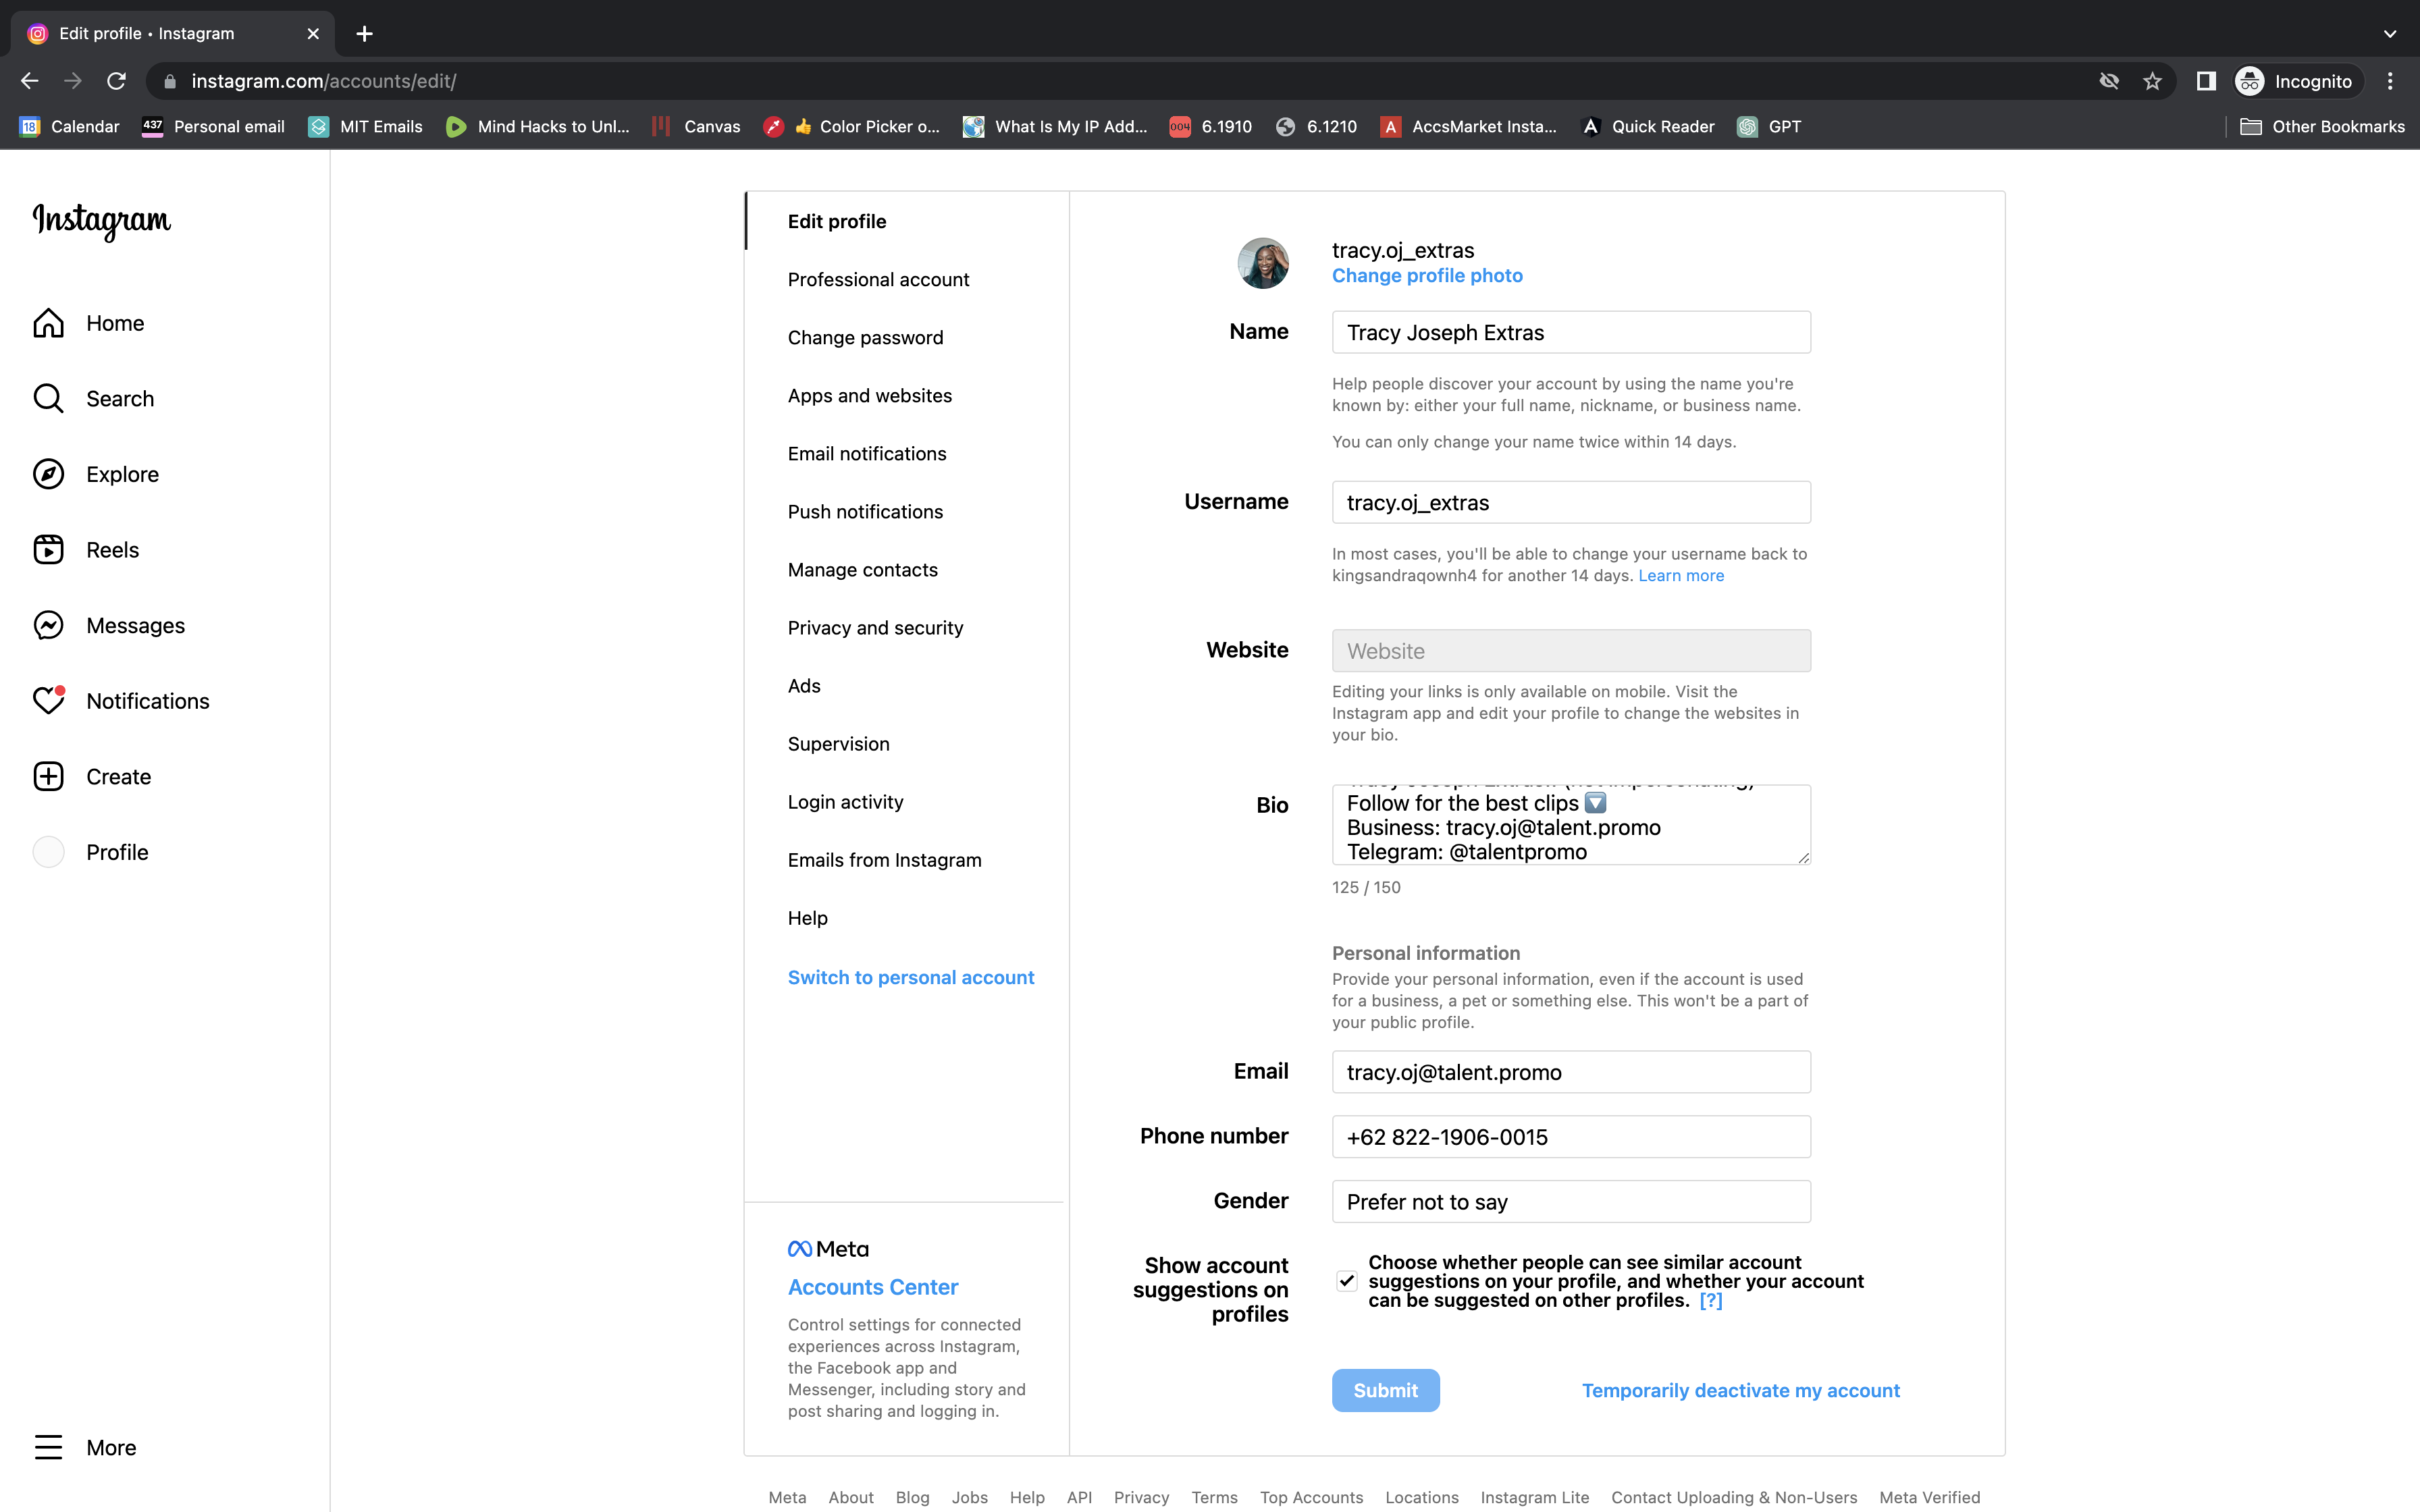 Edit profile • Instagram
instagram.com/accounts/edit/
Incognito
18 Calendar
437 Personal email
MIT Emails
Mind Hacks to Unl...
Canvas
👍 Color Picker o...
What Is My IP Add...
004 6.1910
6.1210
A AccsMarket Insta...
Quick Reader
GPT
Other Bookmarks
Instagram
Home
Search
Explore
Reels
Messages
Notifications
Create
Profile
More
Edit profile
Professional account
Change password
Apps and websites
Email notifications
Push notifications
Manage contacts
Privacy and security
Ads
Supervision
Login activity
Emails from Instagram
Help
Switch to personal account
Meta
Accounts Center
Control settings for connected
experiences across Instagram,
the Facebook app and
Messenger, including story and
post sharing and logging in.
tracy.oj_extras
Change profile photo
Name
Tracy Joseph Extras
Help people discover your account by using the name you're
known by: either your full name, nickname, or business name.
You can only change your name twice within 14 days.
Username
tracy.oj_extras
In most cases, you'll be able to change your username back to
kingsandraqownh4 for another 14 days. Learn more
Website
Website
Editing your links is only available on mobile. Visit the
Instagram app and edit your profile to change the websites in
your bio.
Bio
Follow for the best clips 🔽
Business: tracy.oj@talent.promo
Telegram: @talentpromo
125 / 150
Personal information
Provide your personal information, even if the account is used
for a business, a pet or something else. This won't be a part of
your public profile.
Email
tracy.oj@talent.promo
Phone number
+62 822-1906-0015
Gender
Prefer not to say
Show account
suggestions on
profiles
Choose whether people can see similar account
suggestions on your profile, and whether your account
can be suggested on other profiles. [?]
Submit
Temporarily deactivate my account
Meta About Blog Jobs Help API Privacy Terms Top Accounts Locations Instagram Lite Contact Uploading & Non-Users Meta Verified